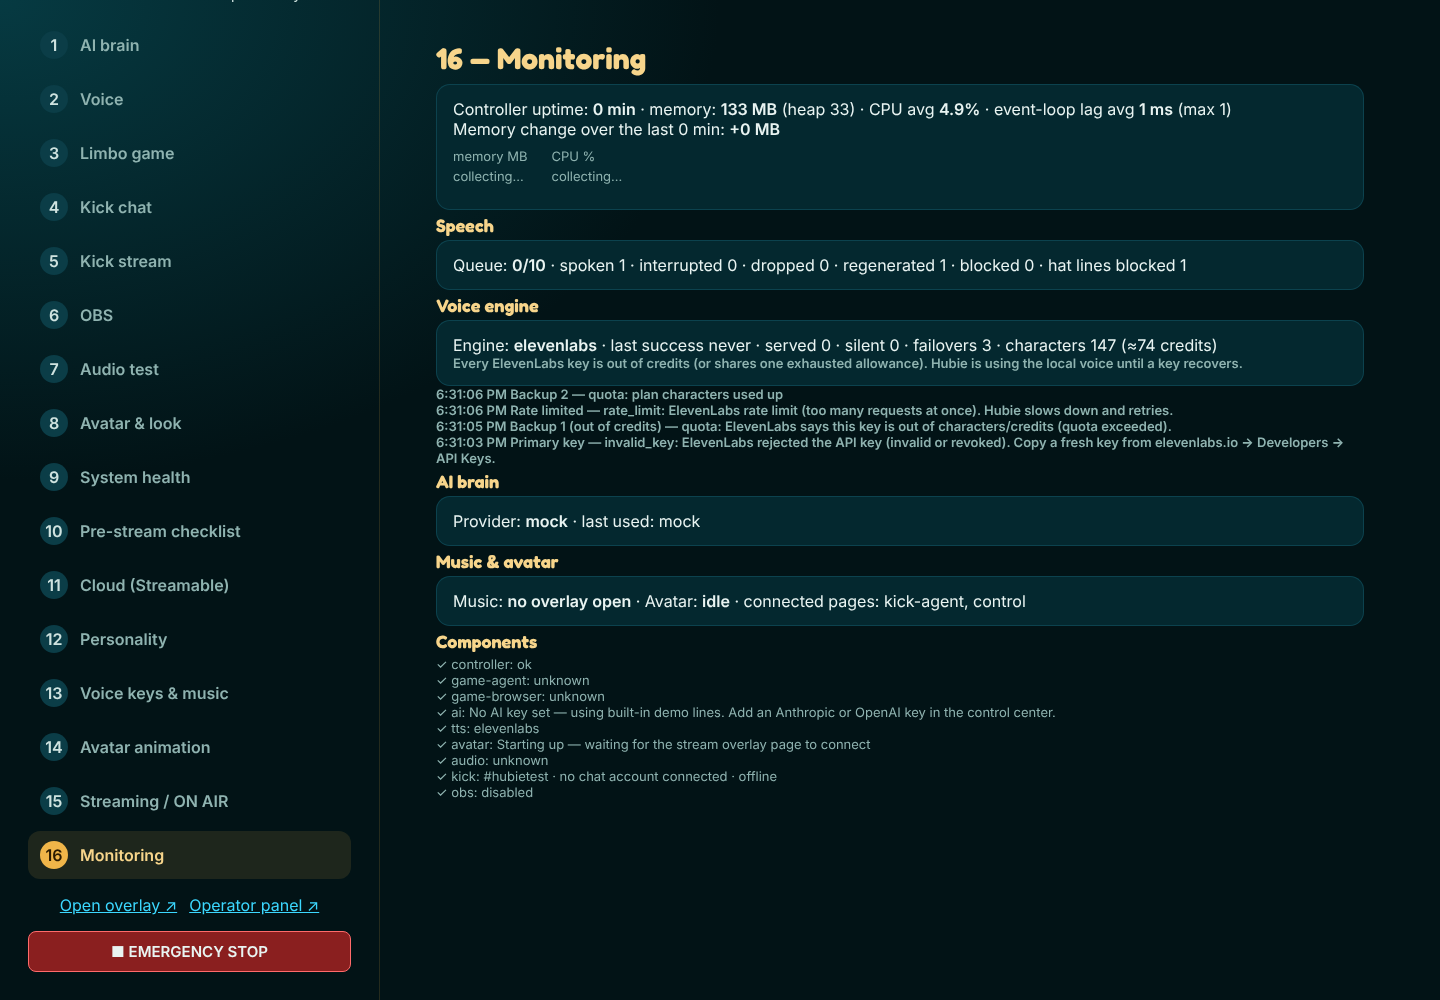 1 AI brain
2 Voice
3 Limbo game
4 Kick chat
5 Kick stream
6 OBS
7 Audio test
8 Avatar & look
9 System health
10 Pre-stream checklist
11 Cloud (Streamable)
12 Personality
13 Voice keys & music
14 Avatar animation
15 Streaming / ON AIR
16 Monitoring
Open overlay ↗ Operator panel ↗
■ EMERGENCY STOP
16 — Monitoring
Controller uptime: 0 min · memory: 133 MB (heap 33) · CPU avg 4.9% · event-loop lag avg 1 ms (max 1)
Memory change over the last 0 min: +0 MB
memory MB CPU %
collecting... collecting...
Speech
Queue: 0/10 · spoken 1 · interrupted 0 · dropped 0 · regenerated 1 · blocked 0 · hat lines blocked 1
Voice engine
Engine: elevenlabs · last success never · served 0 · silent 0 · failovers 3 · characters 147 (≈74 credits)
Every ElevenLabs key is out of credits (or shares one exhausted allowance). Hubie is using the local voice until a key recovers.
6:31:06 PM Backup 2 — quota: plan characters used up
6:31:06 PM Rate limited — rate_limit: ElevenLabs rate limit (too many requests at once). Hubie slows down and retries.
6:31:05 PM Backup 1 (out of credits) — quota: ElevenLabs says this key is out of characters/credits (quota exceeded).
6:31:03 PM Primary key — invalid_key: ElevenLabs rejected the API key (invalid or revoked). Copy a fresh key from elevenlabs.io → Developers →
API Keys.
AI brain
Provider: mock · last used: mock
Music & avatar
Music: no overlay open · Avatar: idle · connected pages: kick-agent, control
Components
✓ controller: ok
✓ game-agent: unknown
✓ game-browser: unknown
✓ ai: No AI key set — using built-in demo lines. Add an Anthropic or OpenAI key in the control center.
✓ tts: elevenlabs
✓ avatar: Starting up — waiting for the stream overlay page to connect
✓ audio: unknown
✓ kick: #hubietest · no chat account connected · offline
✓ obs: disabled